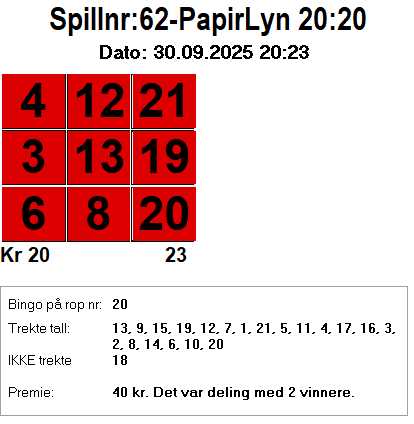 Spillnr:62-PapirLyn 20:20
Dato: 30.09.2025 20:23
4 12 21
3 13 19
6 8 20
Kr 20 23
Bingo på rop nr: 20
Trekte tall: 13, 9, 15, 19, 12, 7, 1, 21, 5, 11, 4, 17, 16, 3,
2, 8, 14, 6, 10, 20
IKKE trekte 18
Premie: 40 kr. Det var deling med 2 vinnere.